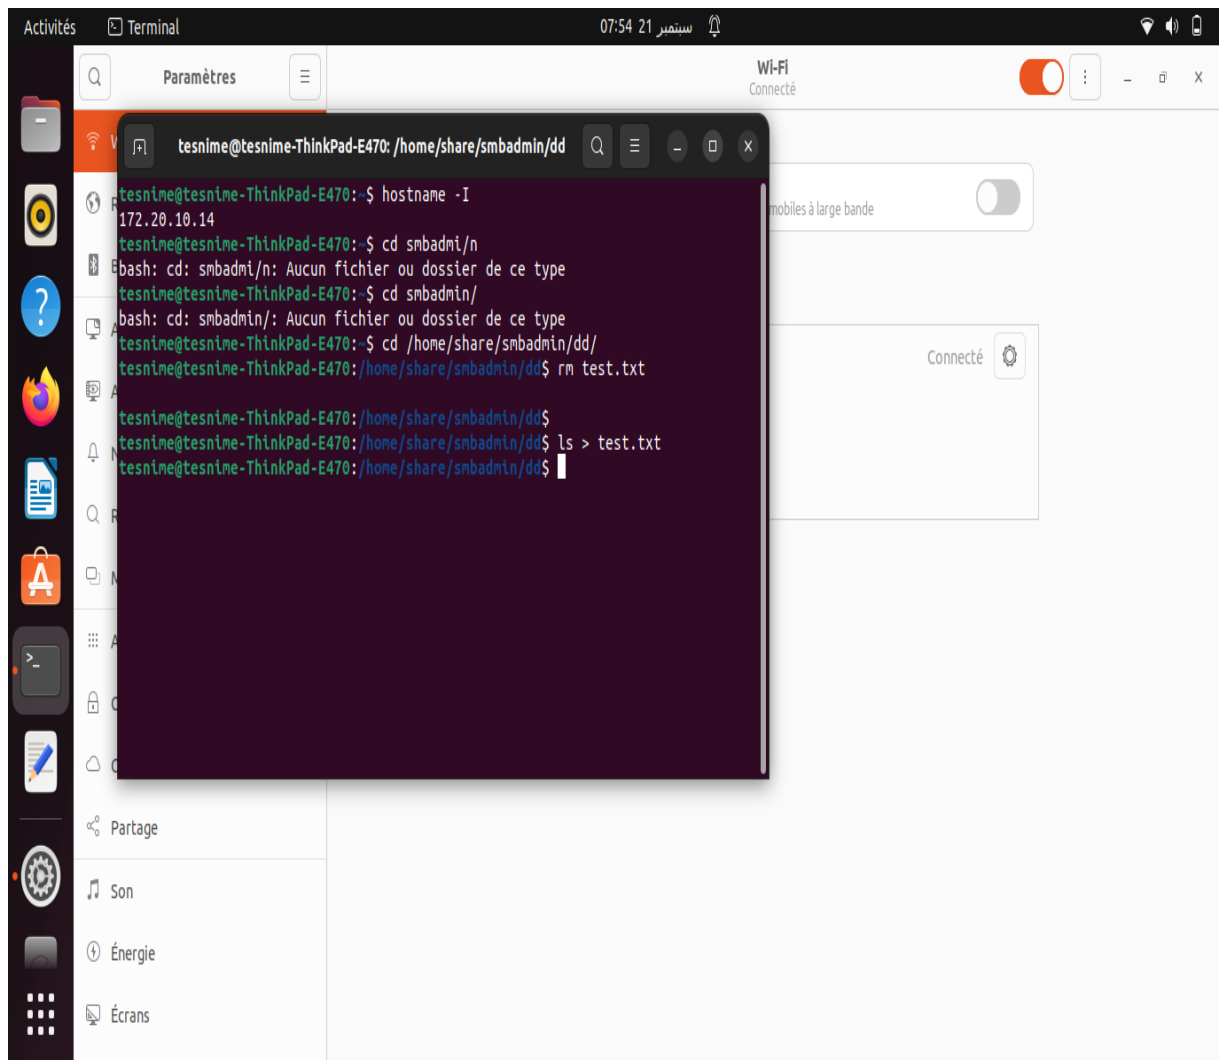 Activités
Terminal
07:54 21 سبتمبر
Paramètres
Wi-Fi
Connecté
tesnime@tesnime-ThinkPad-E470: /home/share/smbadmin/dd
tesnime@tesnime-ThinkPad-E470:~$ hostname -I
172.20.10.14
tesnime@tesnime-ThinkPad-E470:~$ cd smbadmi/n
bash: cd: smbadmi/n: Aucun fichier ou dossier de ce type
tesnime@tesnime-ThinkPad-E470:~$ cd smbadmin/
bash: cd: smbadmin/: Aucun fichier ou dossier de ce type
tesnime@tesnime-ThinkPad-E470:~$ cd /home/share/smbadmin/dd/
tesnime@tesnime-ThinkPad-E470:/home/share/smbadmin/dd$ rm test.txt
tesnime@tesnime-ThinkPad-E470:/home/share/smbadmin/dd$
tesnime@tesnime-ThinkPad-E470:/home/share/smbadmin/dd$ ls > test.txt
tesnime@tesnime-ThinkPad-E470:/home/share/smbadmin/dd$
mobiles à large bande
Connecté
Partage
Son
Énergie
Écrans